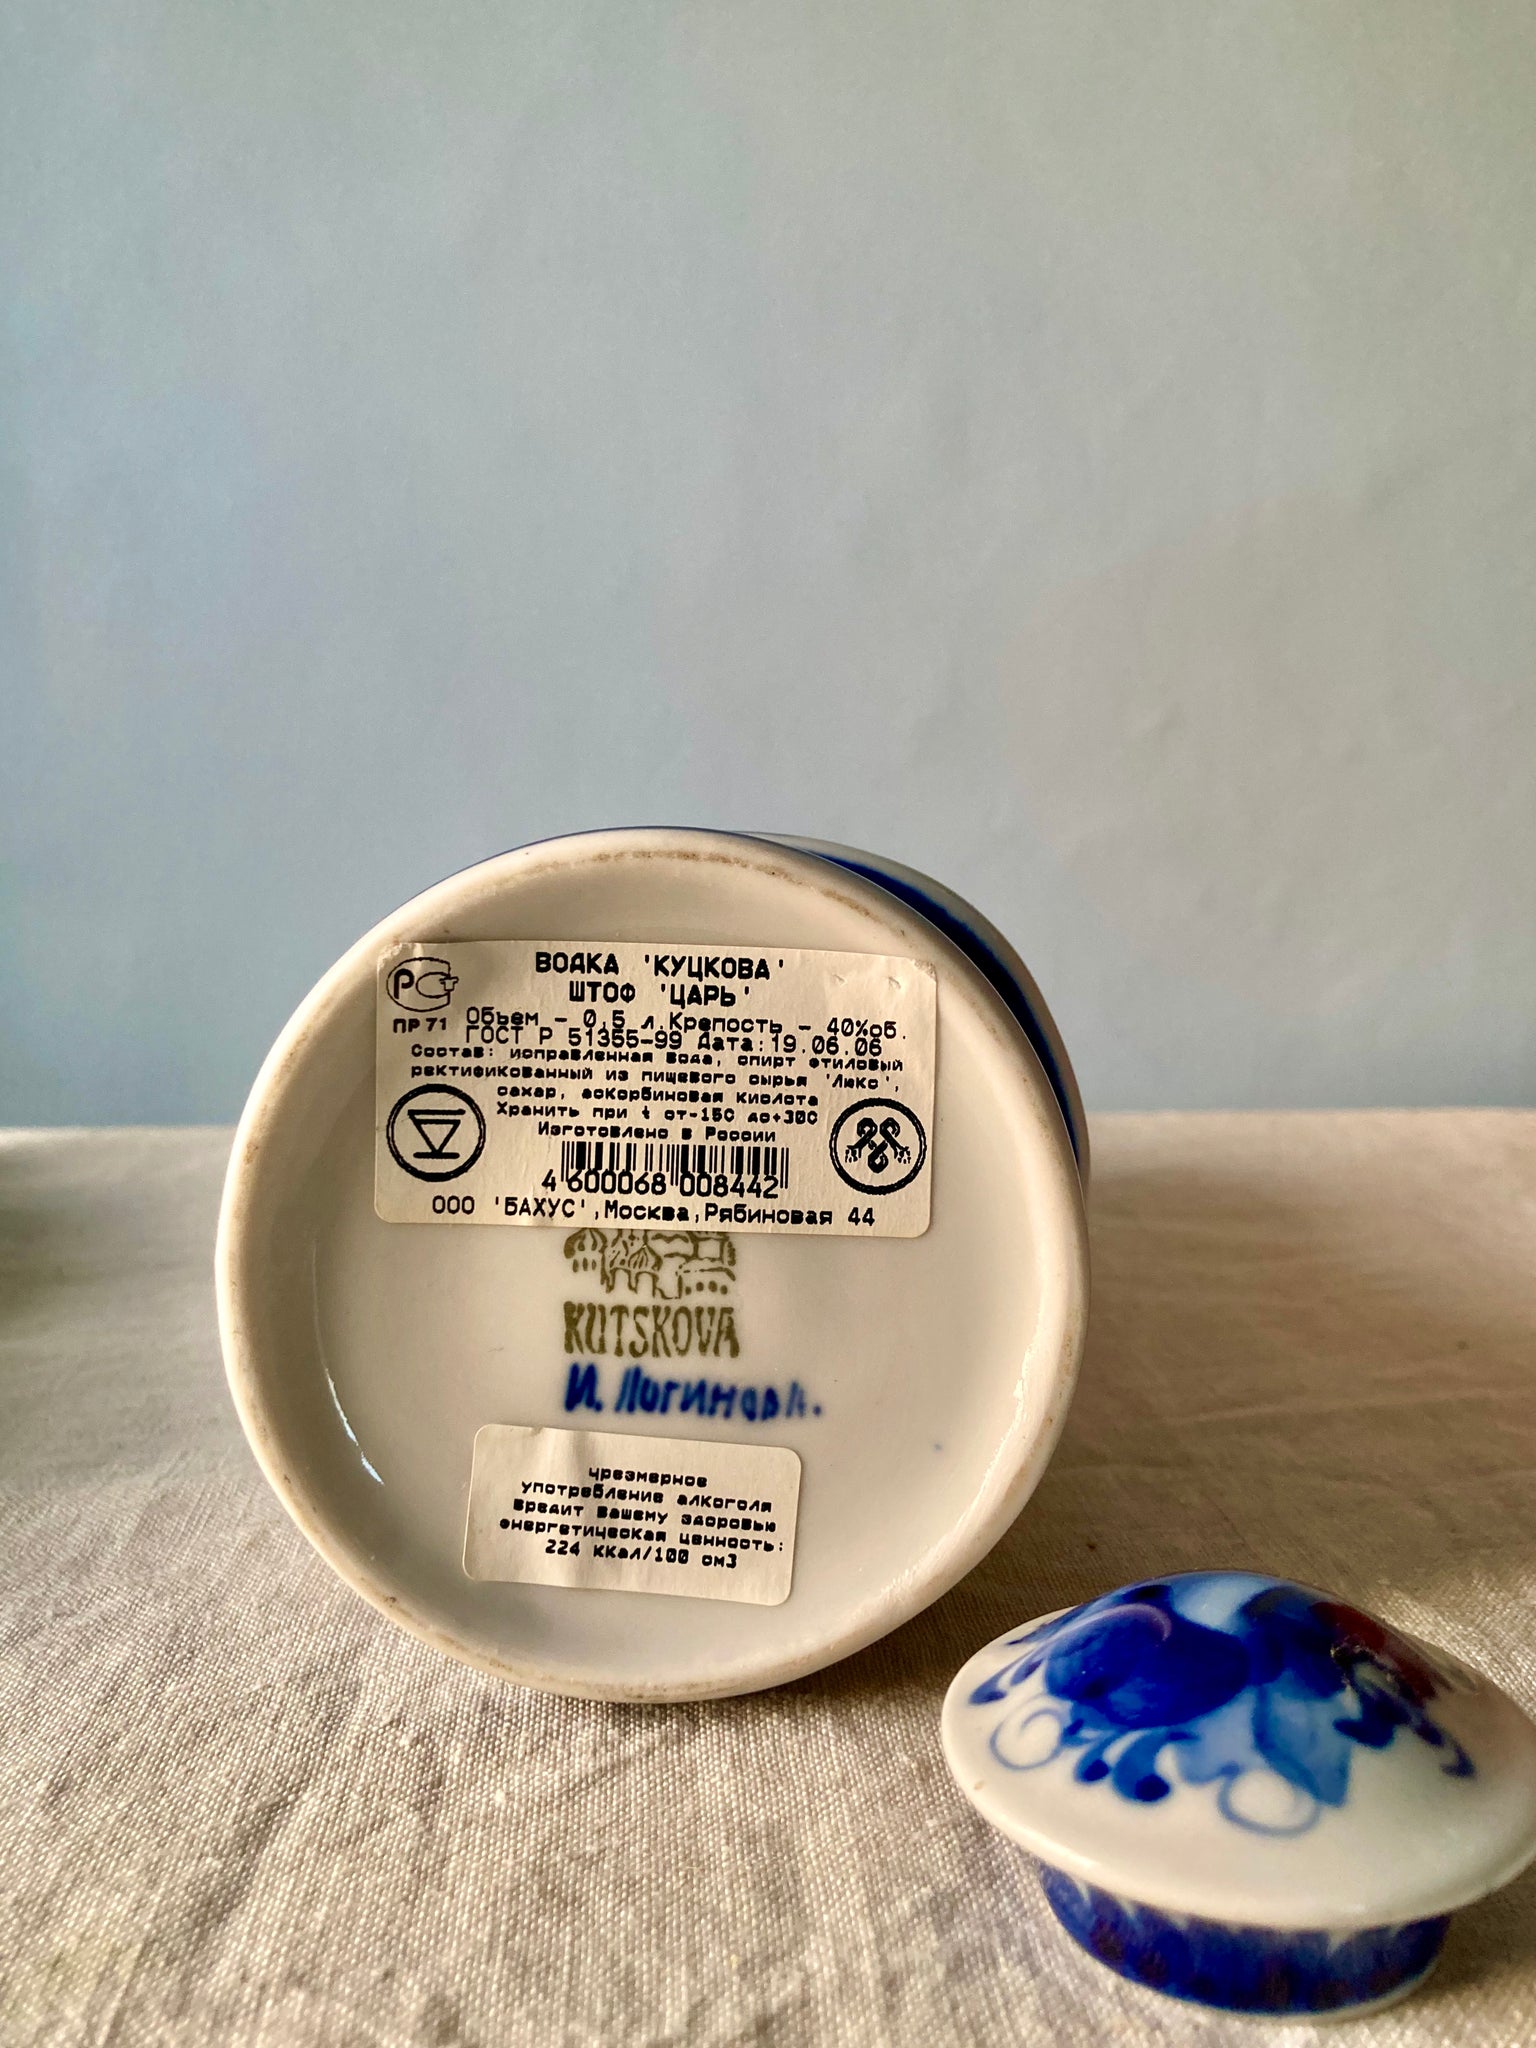 ВОДКА 'КУЦКОВА'
ШТОФ 'ЦАРЬ'
РС
ПР 71
Объем - 0,5 л.Крепость - 40%об.
ГОСТ Р 51355-99 Дата:19.06.06
Состав: исправленная вода, спирт этиловый
ректификованный из пищевого сырья 'Люкс',
сахар, аскорбиновая кислота
Хранить при t от-15С до+30С
Изготовлено в России
4 600068 008442
ООО 'БАХУС',Москва,Рябиновая 44
KUTSKOVA
И. Логинова.
чрезмерное
употребление алкоголя
вредит вашему здоровью
энергетическая ценность:
224 ККал/100 см3